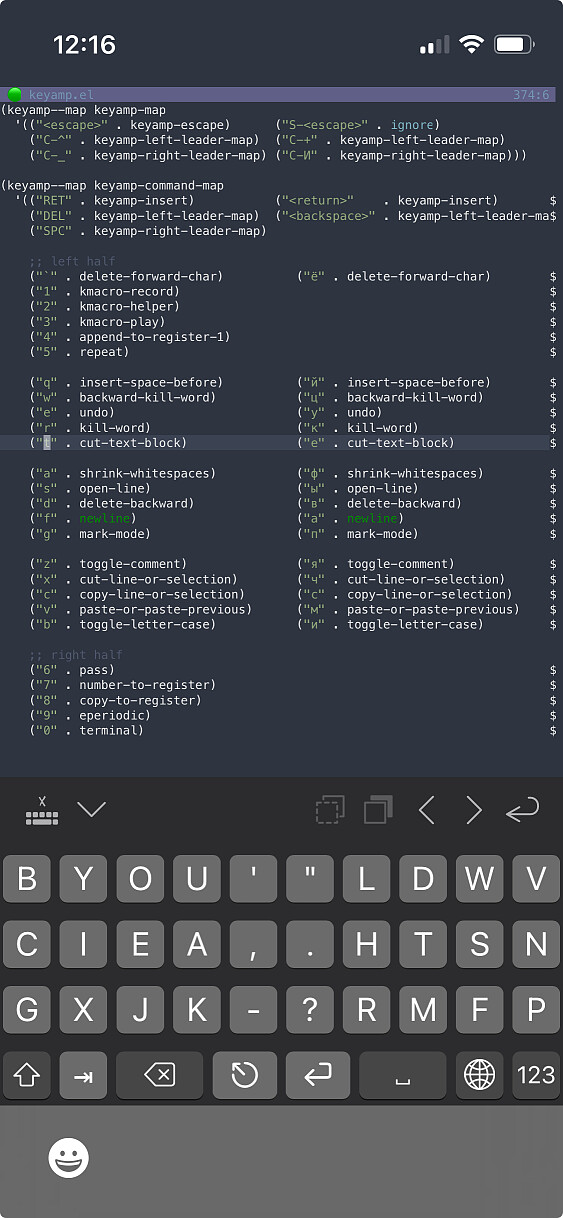 12:16
keyamp.el 374:6
(keyamp--map keyamp-map
'(("<escape>" . keyamp-escape) ("S-<escape>" . ignore)
("C-^" . keyamp-left-leader-map) ("C-+" . keyamp-left-leader-map)
("C-_" . keyamp-right-leader-map) ("C-И" . keyamp-right-leader-map)))
(keyamp--map keyamp-command-map
'(("RET" . keyamp-insert) ("<return>" . keyamp-insert) $
("DEL" . keyamp-left-leader-map) ("<backspace>" . keyamp-left-leader-ma$
("SPC" . keyamp-right-leader-map)
;; left half
("`" . delete-forward-char) ("ё" . delete-forward-char) $
("1" . kmacro-record) $
("2" . kmacro-helper) $
("3" . kmacro-play) $
("4" . append-to-register-1) $
("5" . repeat) $
("q" . insert-space-before) ("й" . insert-space-before) $
("w" . backward-kill-word) ("ц" . backward-kill-word) $
("e" . undo) ("у" . undo) $
("r" . kill-word) ("к" . kill-word) $
("t" . cut-text-block) ("е" . cut-text-block) $
("a" . shrink-whitespaces) ("ф" . shrink-whitespaces) $
("s" . open-line) ("ы" . open-line) $
("d" . delete-backward) ("в" . delete-backward) $
("f" . newline) ("а" . newline) $
("g" . mark-mode) ("п" . mark-mode) $
("z" . toggle-comment) ("я" . toggle-comment) $
("x" . cut-line-or-selection) ("ч" . cut-line-or-selection) $
("c" . copy-line-or-selection) ("с" . copy-line-or-selection) $
("v" . paste-or-paste-previous) ("м" . paste-or-paste-previous) $
("b" . toggle-letter-case) ("и" . toggle-letter-case) $
;; right half
("6" . pass) $
("7" . number-to-register) $
("8" . copy-to-register) $
("9" . eperiodic) $
("0" . terminal) $
B Y O U ' " L D W V
C I E A , . H T S N
G X J K - ? R M F P
123